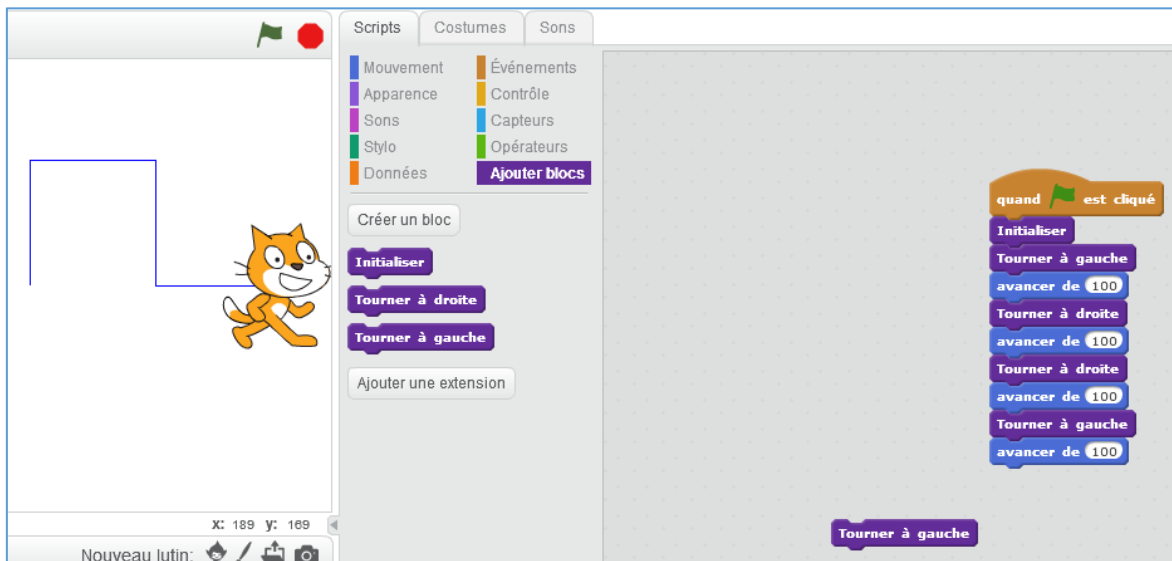 Scripts Costumes Sons
Mouvement Événements
Apparence Contrôle
Sons Capteurs
Stylo Opérateurs
Données Ajouter blocs
Créer un bloc
Initialiser
Tourner à droite
Tourner à gauche
Ajouter une extension
quand est cliqué
Initialiser
Tourner à gauche
avancer de 100
Tourner à droite
avancer de 100
Tourner à droite
avancer de 100
Tourner à gauche
avancer de 100
Tourner à gauche
X: 189 y: 169
Nouveau lutin: